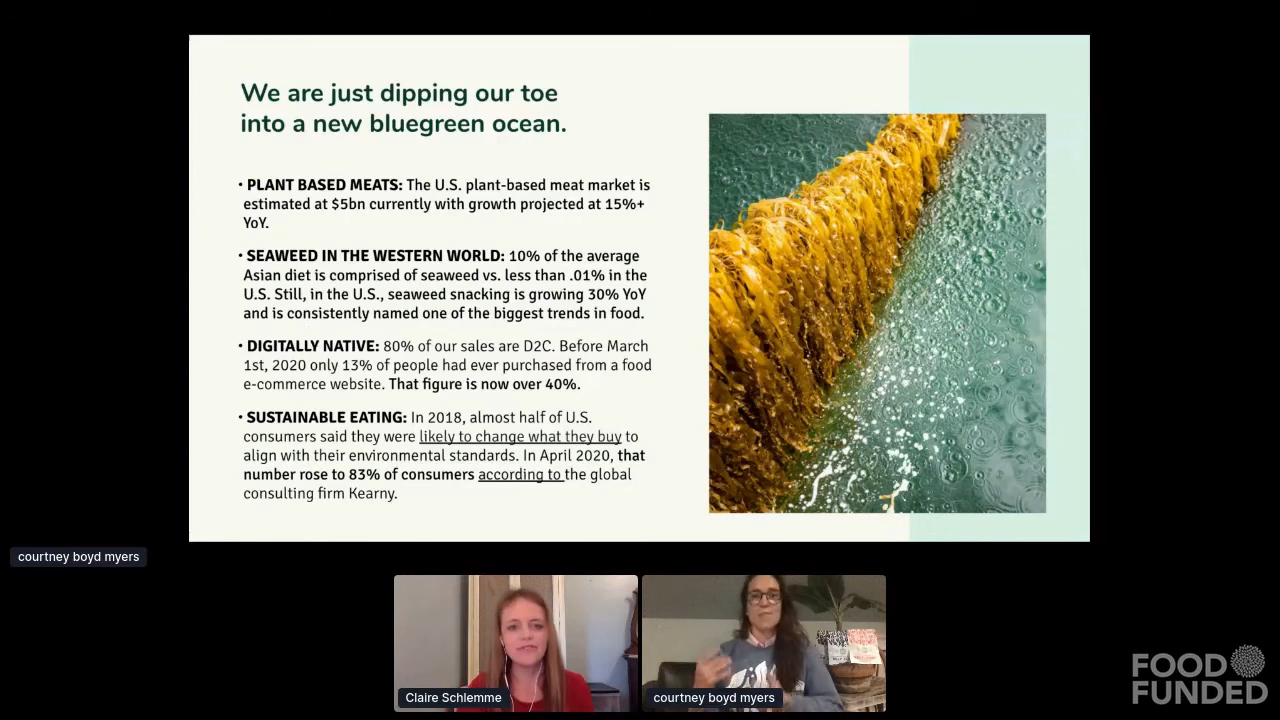 We are just dipping our toe
into a new bluegreen ocean.
• PLANT BASED MEATS: The U.S. plant-based meat market is
estimated at $5bn currently with growth projected at 15%+
YoY.
• SEAWEED IN THE WESTERN WORLD: 10% of the average
Asian diet is comprised of seaweed vs. less than .01% in the
U.S. Still, in the U.S., seaweed snacking is growing 30% YoY
and is consistently named one of the biggest trends in food.
• DIGITALLY NATIVE: 80% of our sales are D2C. Before March
1st, 2020 only 13% of people had ever purchased from a food
e-commerce website. That figure is now over 40%.
• SUSTAINABLE EATING: In 2018, almost half of U.S.
consumers said they were likely to change what they buy to
align with their environmental standards. In April 2020, that
number rose to 83% of consumers according to the global
consulting firm Kearny.
courtney boyd myers
Claire Schlemme
courtney boyd myers
FOOD
FUNDED